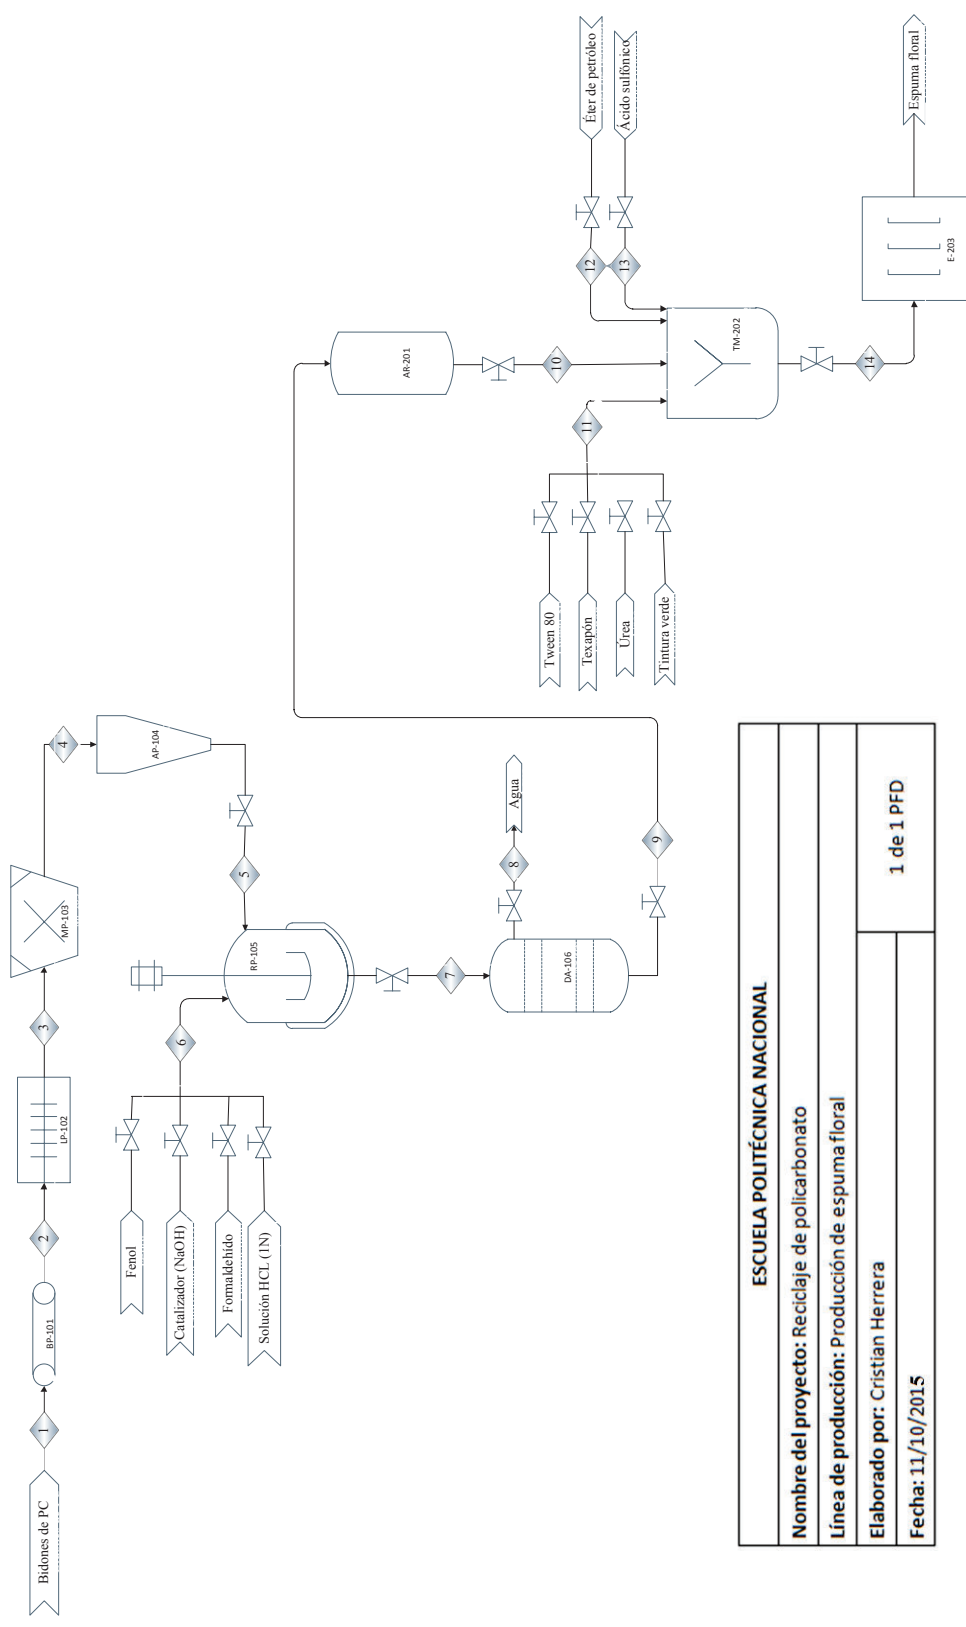 Bidones de PC
1
BP-101
2
LP-102
3
MP-103
4
AP-104
5
Fenol
Catalizador (NaOH)
Formaldehído
Solución HCL (1N)
6
RP-105
7
DA-106
8
Agua
9
AR-201
10
Tween 80
Texapón
Úrea
Tintura verde
11
Éter de petróleo
Ácido sulfónico
12
13
TM-202
14
E-203
Espuma floral
ESCUELA POLITÉCNICA NACIONAL
Nombre del proyecto: Reciclaje de policarbonato
Línea de producción: Producción de espuma floral
Elaborado por: Cristian Herrera
1 de 1 PFD
Fecha: 11/10/2015